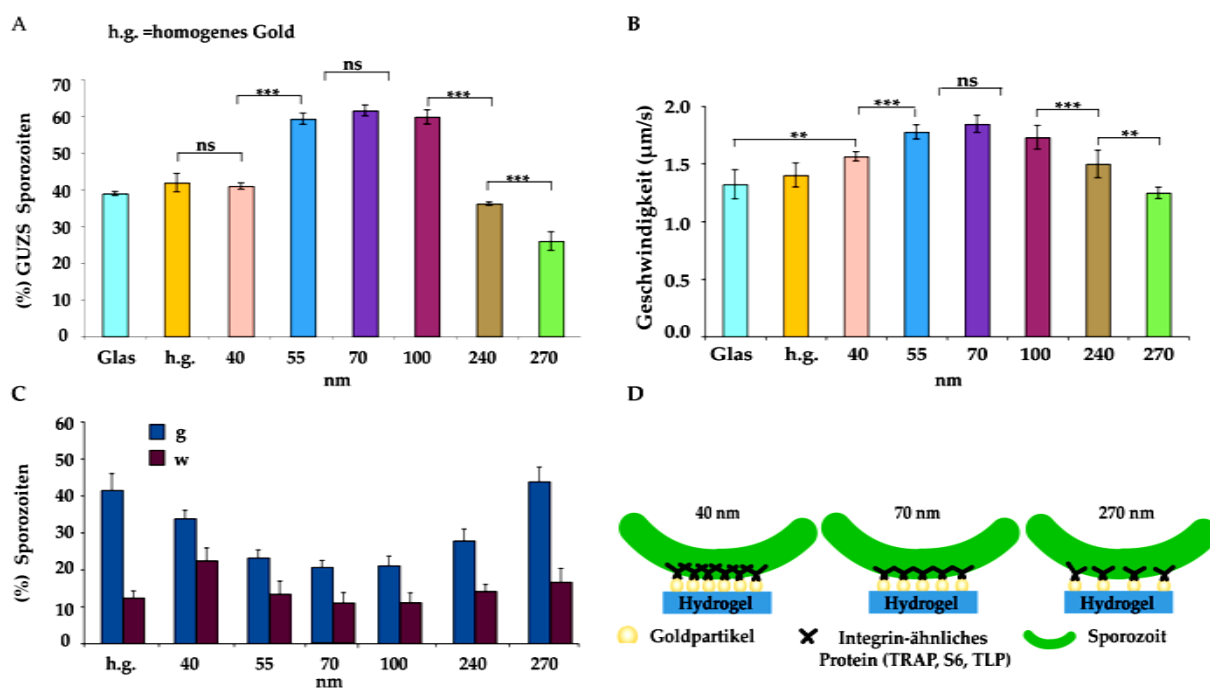 A
h.g. =homogenes Gold
(%) GUZS Sporozoiten
70
60
50
40
30
20
10
0
ns
***
ns
***
***
Glas h.g. 40 55 70 100 240 270
nm
B
Geschwindigkeit (µm/s)
2.0
1.5
1.0
0.5
0.0
**
***
ns
***
**
Glas h.g. 40 55 70 100 240 270
nm
C
(%) Sporozoiten
60
50
40
30
20
10
0
g
w
h.g. 40 55 70 100 240 270
nm
D
40 nm 70 nm 270 nm
Hydrogel Hydrogel Hydrogel
Goldpartikel
Integrin-ähnliches
Protein (TRAP, S6, TLP)
Sporozoit